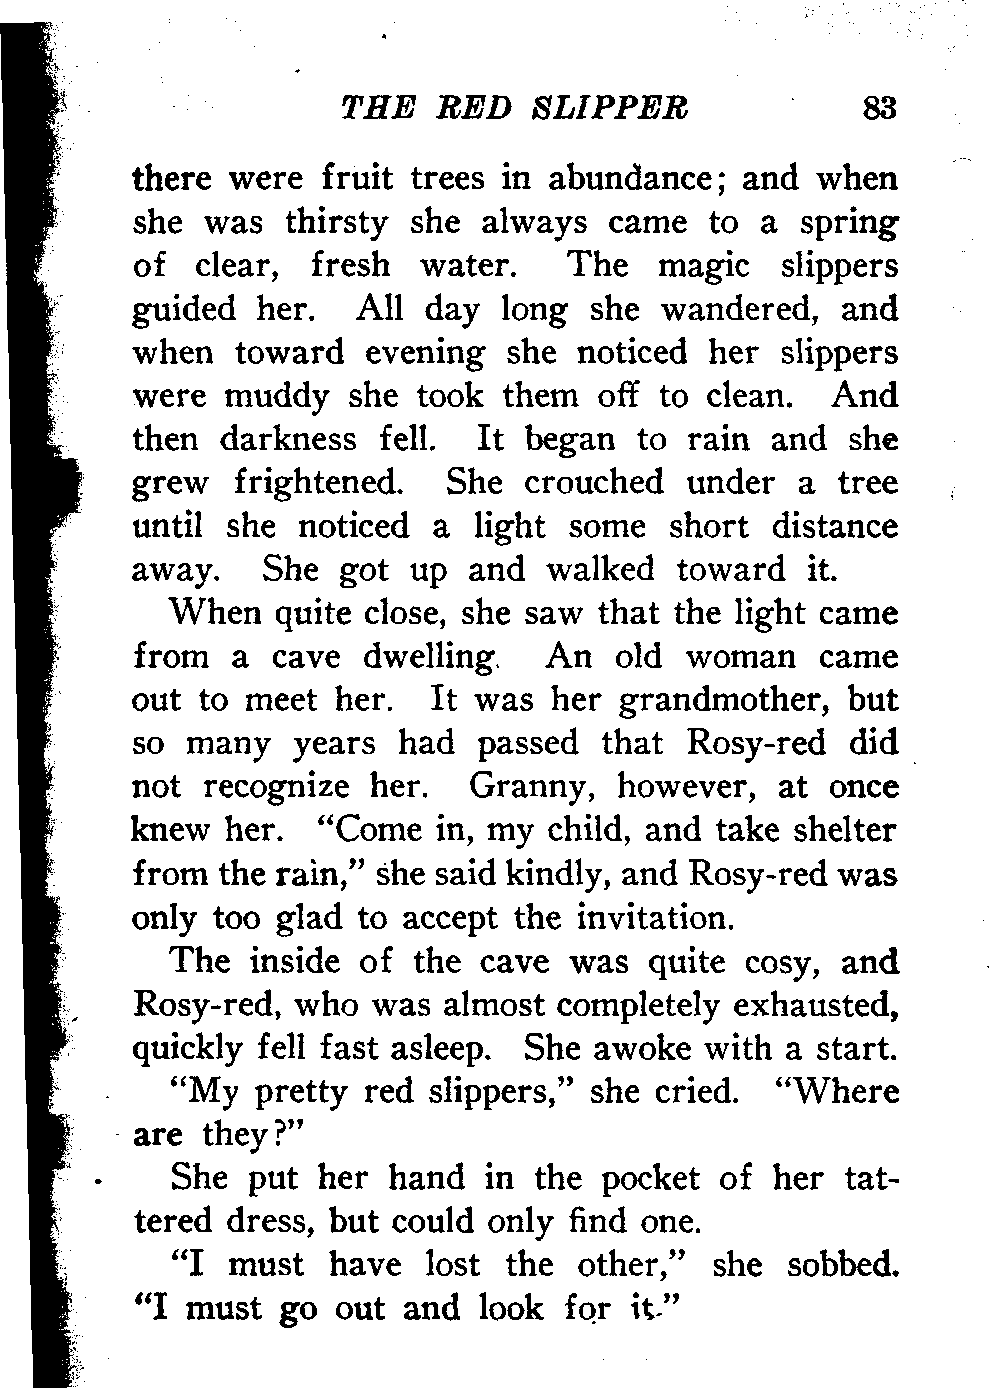 THE RED SLIPPER 83
there were fruit trees in abundance; and when
she was thirsty she always came to a spring
of clear, fresh water. The magic slippers
guided her. All day long she wandered, and
when toward evening she noticed her slippers
were muddy she took them off to clean. And
then darkness fell. It began to rain and she
grew frightened. She crouched under a tree
until she noticed a light some short distance
away. She got up and walked toward it.
When quite close, she saw that the light came
from a cave dwelling. An old woman came
out to meet her. It was her grandmother, but
so many years had passed that Rosy-red did
not recognize her. Granny, however, at once
knew her. “Come in, my child, and take shelter
from the rain,” she said kindly, and Rosy-red was
only too glad to accept the invitation.
The inside of the cave was quite cosy, and
Rosy-red, who was almost completely exhausted,
quickly fell fast asleep. She awoke with a start.
“My pretty red slippers,” she cried. “Where
are they?”
She put her hand in the pocket of her tat-
tered dress, but could only find one.
“I must have lost the other,” she sobbed.
“I must go out and look for it.”